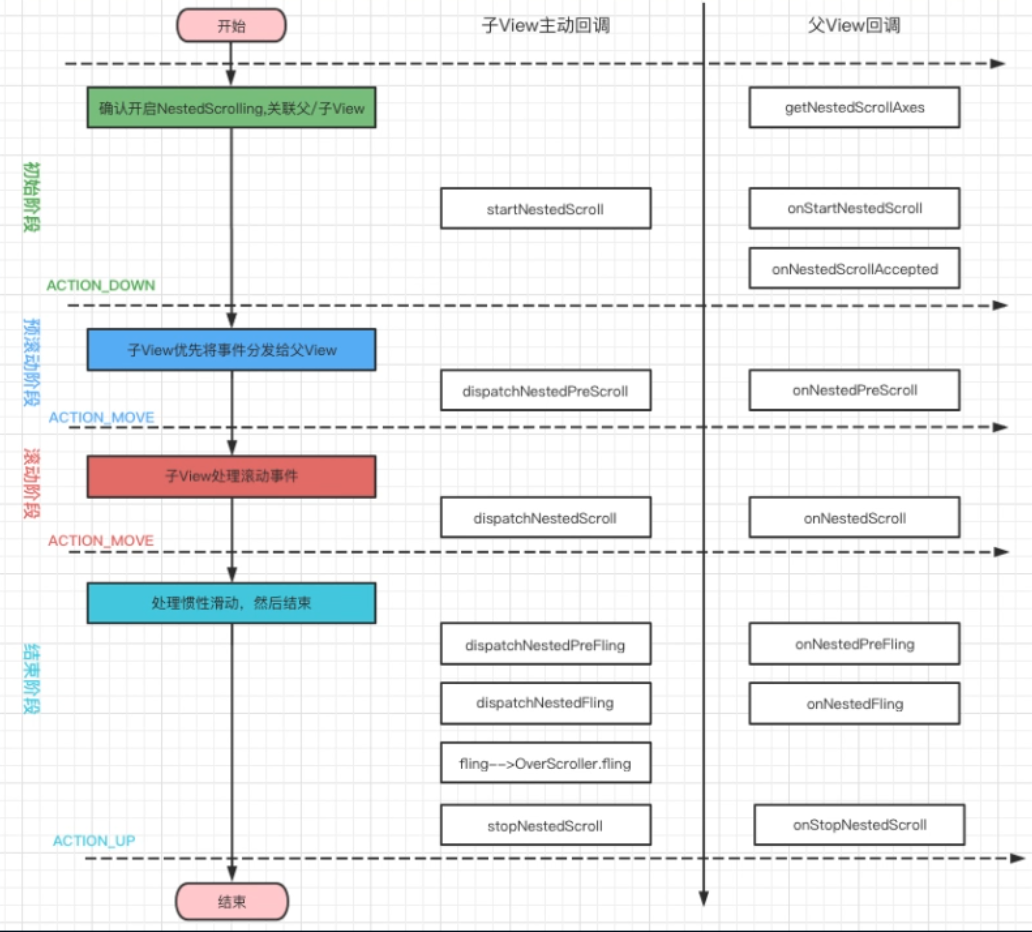 开始
子View主动回调
父View回调
确认开启NestedScrolling,关联父/子View
getNestedScrollAxes
初始阶段
startNestedScroll
onStartNestedScroll
onNestedScrollAccepted
ACTION_DOWN
预滚动阶段
子View优先将事件分发给父View
dispatchNestedPreScroll
onNestedPreScroll
ACTION_MOVE
滚动阶段
子View处理滚动事件
dispatchNestedScroll
onNestedScroll
ACTION_MOVE
处理惯性滑动，然后结束
结束阶段
dispatchNestedPreFling
onNestedPreFling
dispatchNestedFling
onNestedFling
fling-->OverScroller.fling
stopNestedScroll
onStopNestedScroll
ACTION_UP
结束